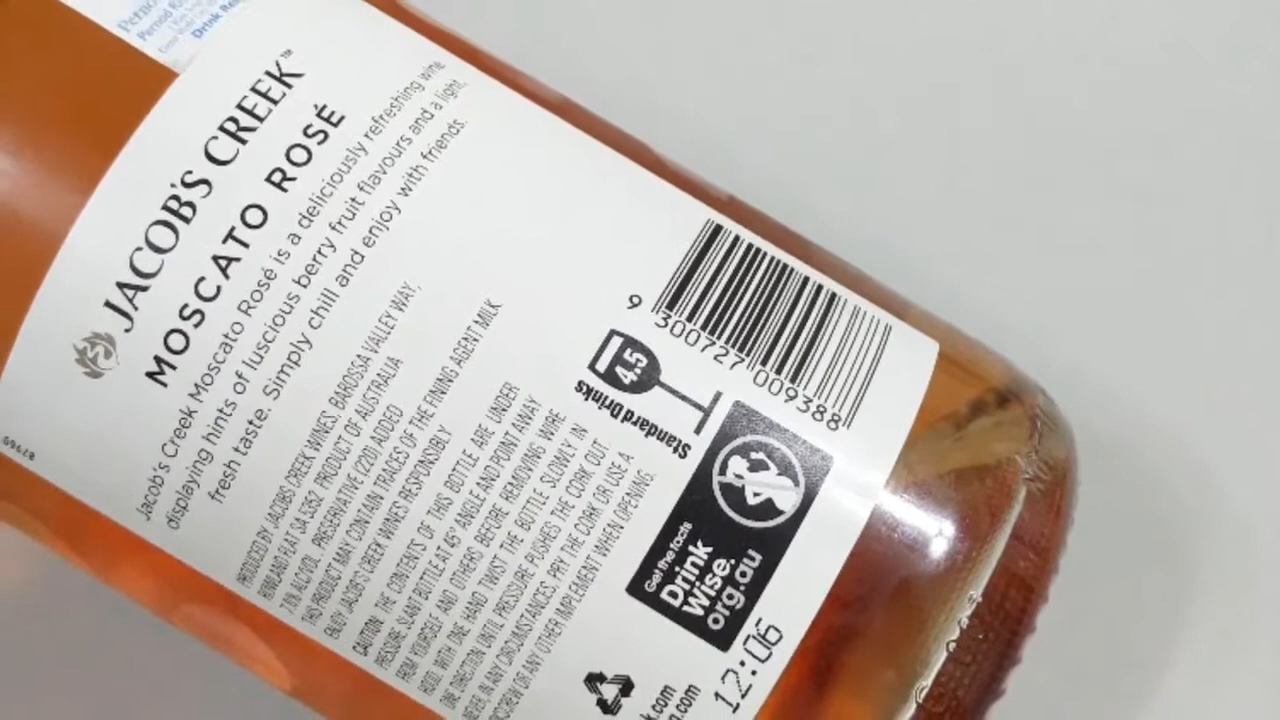 Drink
JACOB'S CREEK™
MOSCATO ROSÉ
Jacob's Creek Moscato Rosé is a deliciously refreshing wine
displaying hints of luscious berry fruit flavours and a light,
fresh taste. Simply chill and enjoy with friends.
PRODUCED BY JACOB'S CREEK WINES, BAROSSA VALLEY WAY,
ROWLAND FLAT SA 5352. PRODUCT OF AUSTRALIA
ALC/VOL. PRESERVATIVE (220) ADDED
THIS PRODUCT MAY CONTAIN TRACES OF THE FINING AGENT MILK
ENJOY JACOB'S CREEK WINES RESPONSIBLY
CAUTION: THE CONTENTS OF THIS BOTTLE ARE UNDER
PRESSURE. SLANT BOTTLE AT 45° ANGLE AND POINT AWAY
FROM YOURSELF AND OTHERS BEFORE REMOVING WIRE
HOOD. WITH ONE HAND TWIST THE BOTTLE SLOWLY IN
ONE DIRECTION UNTIL PRESSURE PUSHES THE CORK OUT.
NEVER, IN ANY CIRCUMSTANCES, PRY THE CORK OR USE A
CORKSCREW OR ANY OTHER IMPLEMENT WHEN OPENING.
9 300727 009388
4.5
Standard Drinks
Get the facts
Drink
Wise.
org.au
12:06